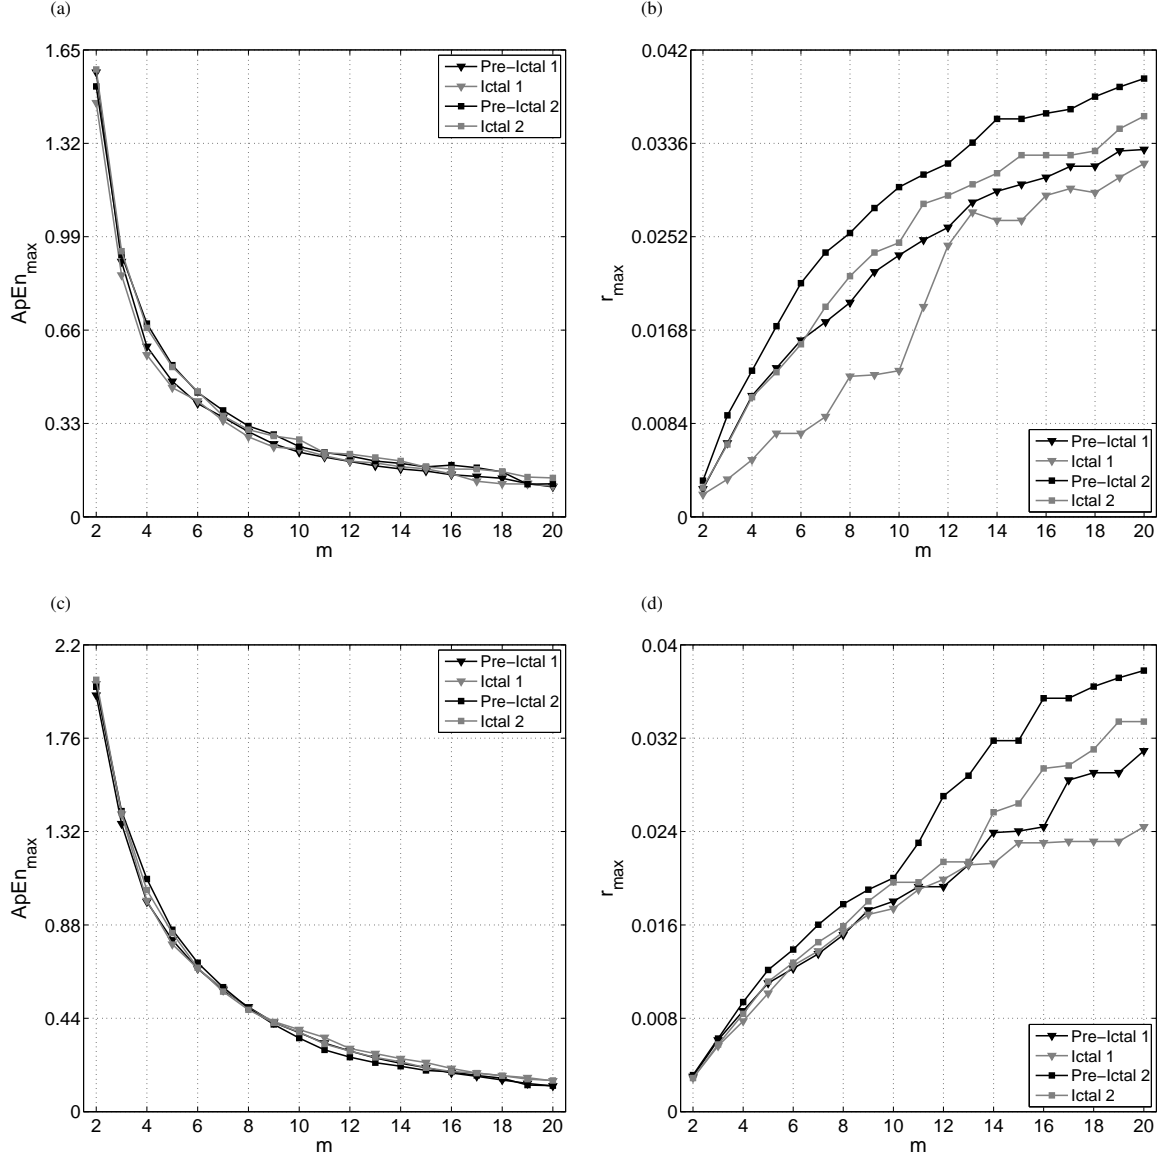 (a)
1.65
1.32
0.99
0.66
0.33
0
ApEn_max
2 4 6 8 10 12 14 16 18 20
m
Pre−Ictal 1
Ictal 1
Pre−Ictal 2
Ictal 2
(b)
0.042
0.0336
0.0252
0.0168
0.0084
0
r_max
2 4 6 8 10 12 14 16 18 20
m
Pre−Ictal 1
Ictal 1
Pre−Ictal 2
Ictal 2
(c)
2.2
1.76
1.32
0.88
0.44
0
ApEn_max
2 4 6 8 10 12 14 16 18 20
m
Pre−Ictal 1
Ictal 1
Pre−Ictal 2
Ictal 2
(d)
0.04
0.032
0.024
0.016
0.008
0
r_max
2 4 6 8 10 12 14 16 18 20
m
Pre−Ictal 1
Ictal 1
Pre−Ictal 2
Ictal 2